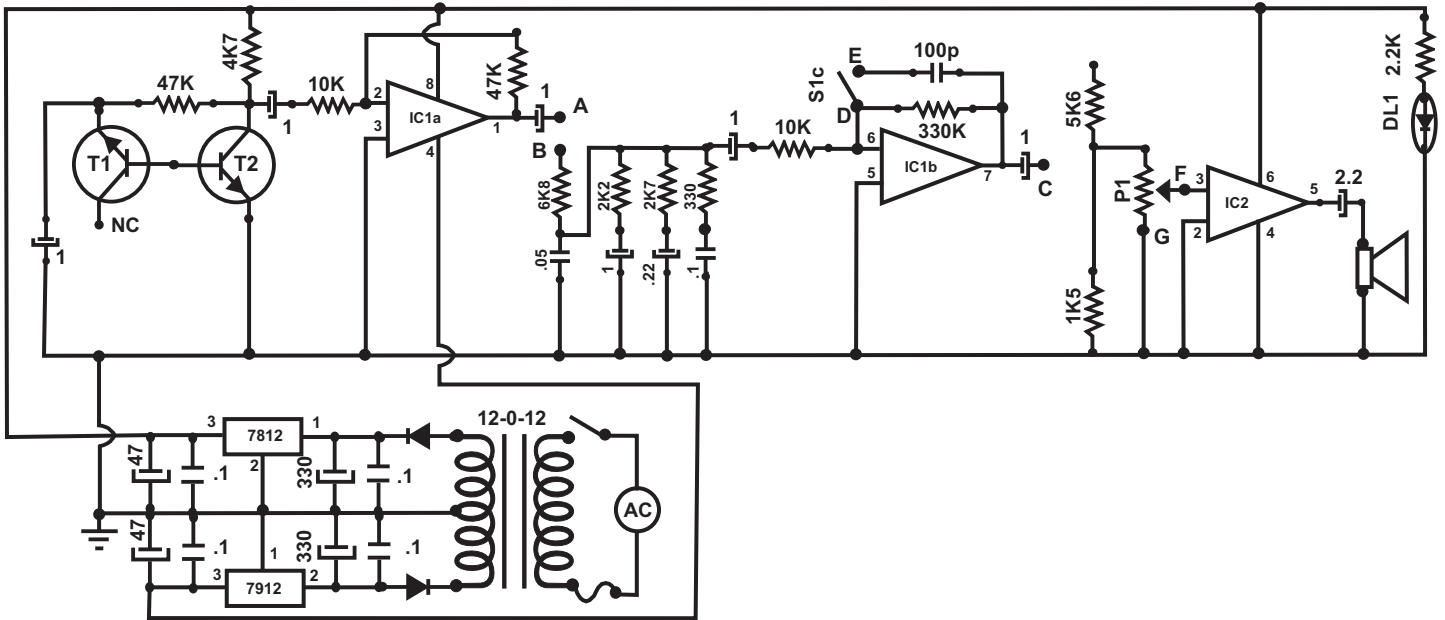 47K
4K7
10K
47K
1
T1
T2
NC
1
1
2
3
8
4
1
IC1a
A
B
6K8
.05
2K2
1
2K7
.22
330
.1
1
10K
S1c
E
D
100p
330K
6
5
7
IC1b
1
C
5K6
1K5
P1
F
G
3
2
6
4
5
IC2
2.2
2.2K
DL1
12-0-12
3
7812
1
2
47
.1
330
.1
47
.1
330
.1
1
3
7912
2
AC